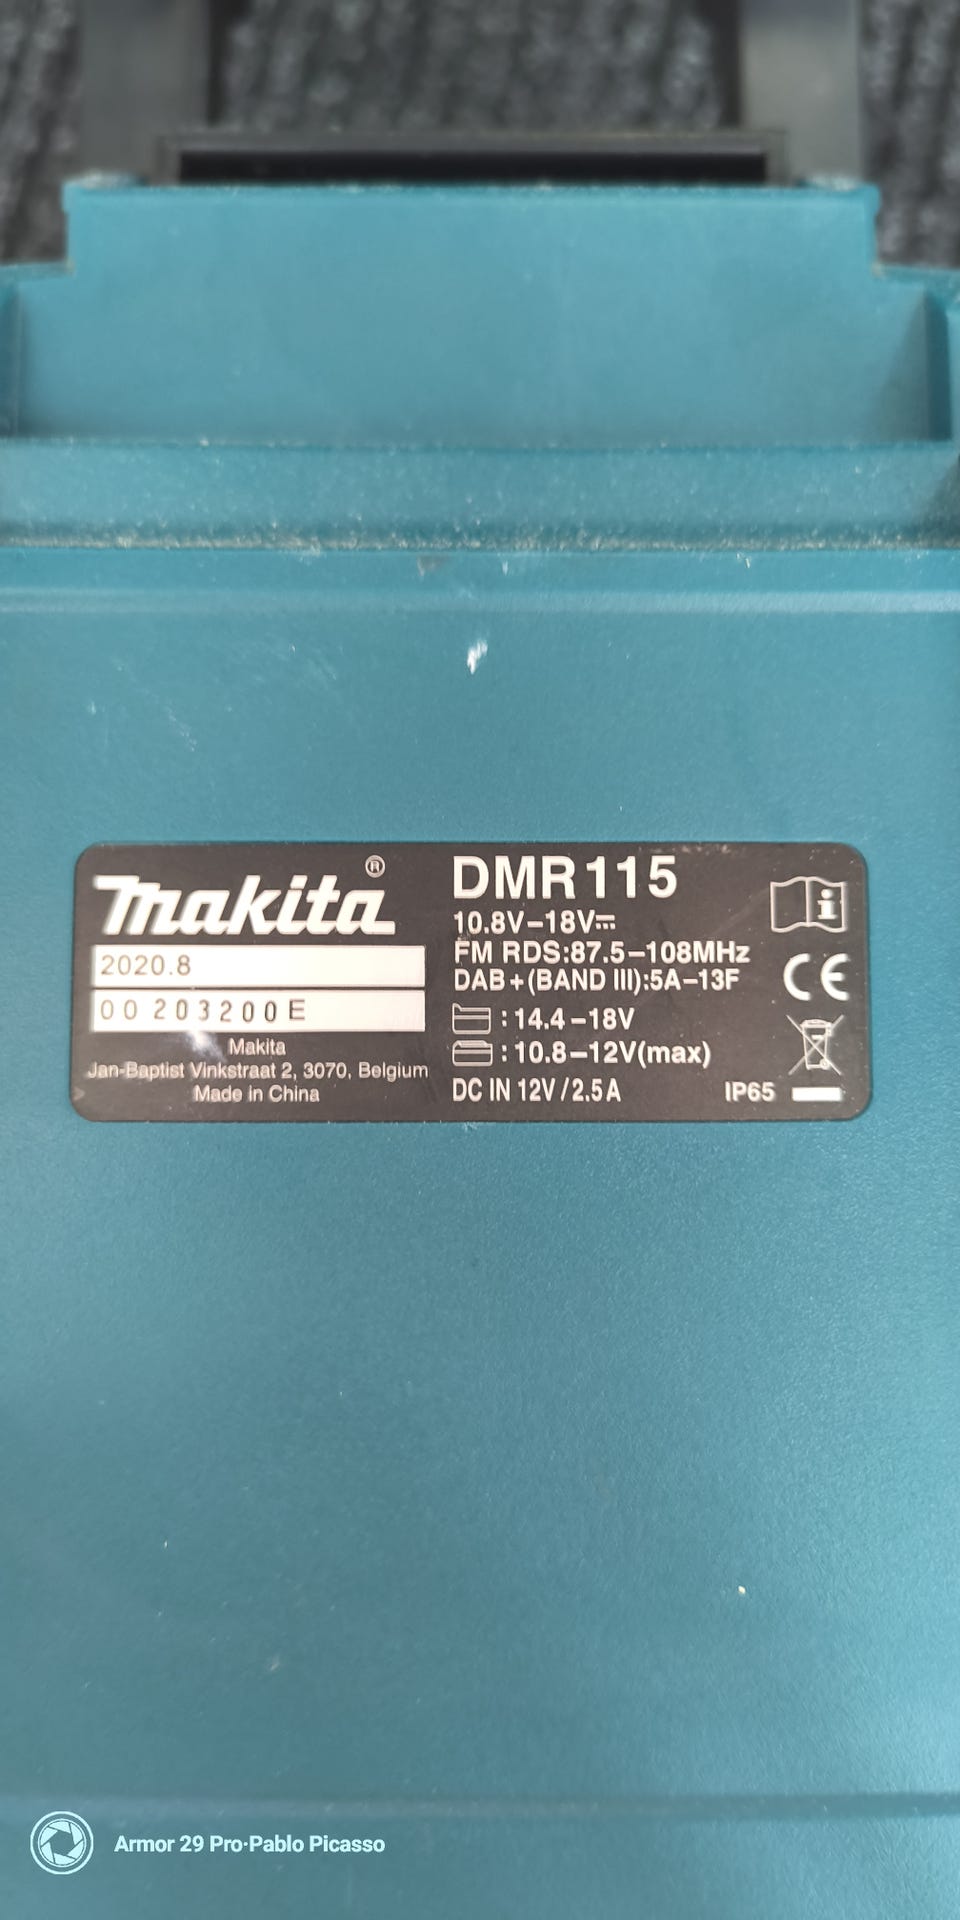 makita®
2020.8
00 203200E
Makita
Jan-Baptist Vinkstraat 2, 3070, Belgium
Made in China
DMR115
10.8V–18V⎓
FM RDS:87.5–108MHz
DAB+(BAND III):5A–13F
:14.4–18V
:10.8–12V(max)
DC IN 12V/2.5A
i
CE
IP65
Armor 29 Pro·Pablo Picasso